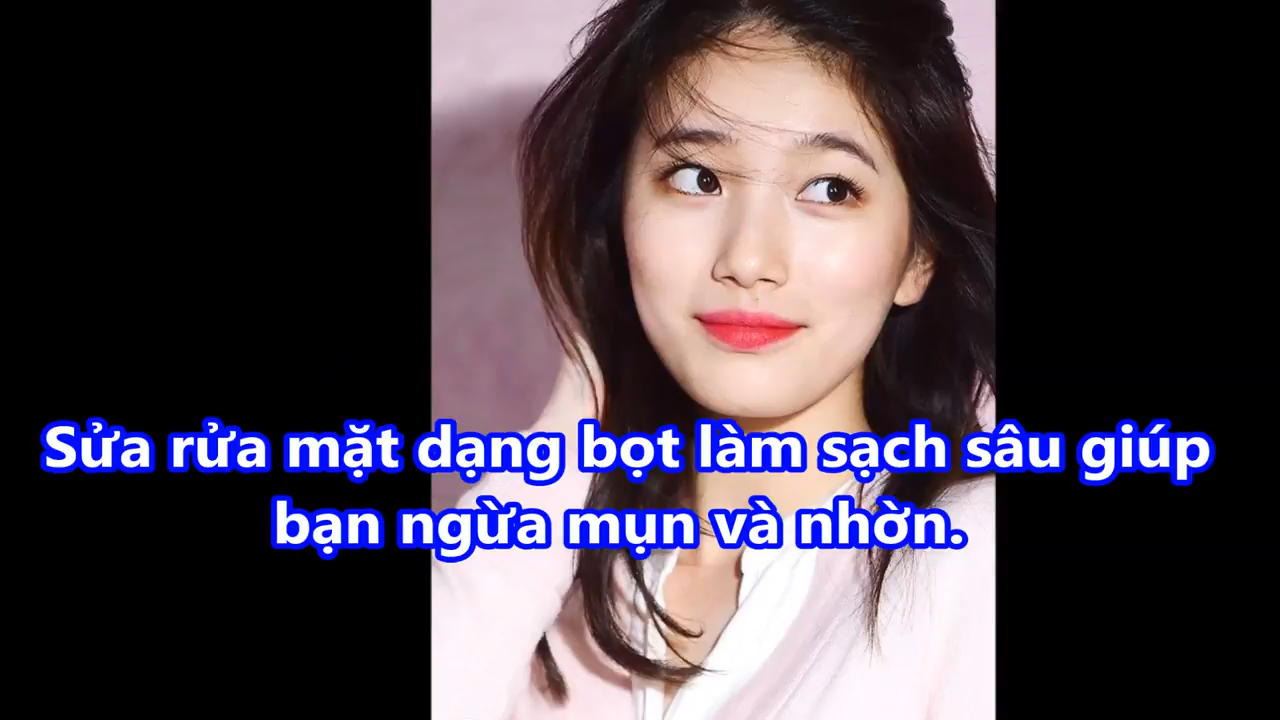 Sửa rửa mặt dạng bọt làm sạch sâu giúp
bạn ngừa mụn và nhờn.